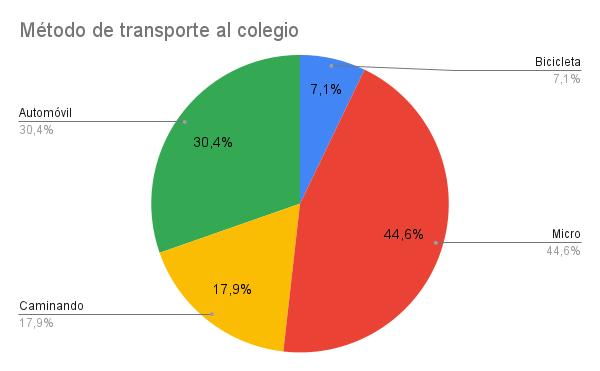 Método de transporte al colegio
Bicicleta
7,1%
7,1%
Automóvil
30,4%
30,4%
Micro
44,6%
44,6%
Caminando
17,9%
17,9%